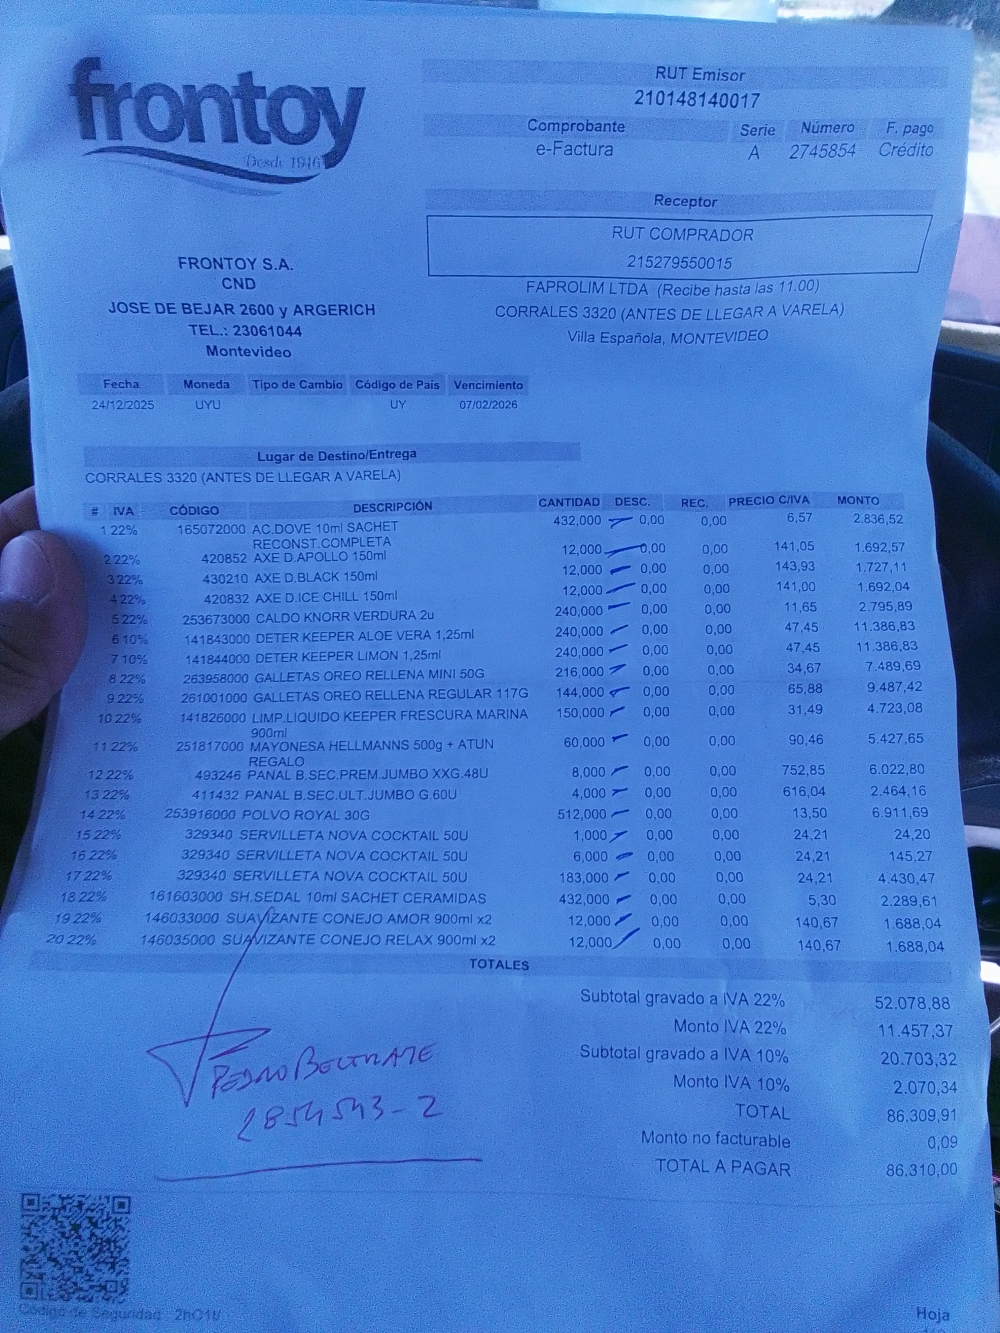 frontoy
Desde 1916
RUT Emisor
210148140017
Comprobante Serie Número F. pago
e-Factura A 2745854 Crédito
Receptor
RUT COMPRADOR
215279550015
FAPROLIM LTDA (Recibe hasta las 11.00)
CORRALES 3320 (ANTES DE LLEGAR A VARELA)
Villa Española, MONTEVIDEO
FRONTOY S.A.
CND
JOSE DE BEJAR 2600 y ARGERICH
TEL.: 23061044
Montevideo
Fecha Moneda Tipo de Cambio Código de País Vencimiento
24/12/2025 UYU UY 07/02/2026
Lugar de Destino/Entrega
CORRALES 3320 (ANTES DE LLEGAR A VARELA)
# IVA CÓDIGO DESCRIPCIÓN CANTIDAD DESC. REC. PRECIO C/IVA MONTO
1 22% 165072000 AC.DOVE 10ml SACHET 432,000 0,00 0,00 6,57 2.836,52
RECONST.COMPLETA
2 22% 420852 AXE D.APOLLO 150ml 12,000 0,00 0,00 141,05 1.692,57
3 22% 430210 AXE D.BLACK 150ml 12,000 0,00 0,00 143,93 1.727,11
4 22% 420832 AXE D.ICE CHILL 150ml 12,000 0,00 0,00 141,00 1.692,04
5 22% 253673000 CALDO KNORR VERDURA 2u 240,000 0,00 0,00 11,65 2.795,89
6 10% 141843000 DETER KEEPER ALOE VERA 1,25ml 240,000 0,00 0,00 47,45 11.386,83
7 10% 141844000 DETER KEEPER LIMON 1,25ml 240,000 0,00 0,00 47,45 11.386,83
8 22% 263958000 GALLETAS OREO RELLENA MINI 50G 216,000 0,00 0,00 34,67 7.489,69
9 22% 261001000 GALLETAS OREO RELLENA REGULAR 117G 144,000 0,00 0,00 65,88 9.487,42
10 22% 141826000 LIMP.LIQUIDO KEEPER FRESCURA MARINA 150,000 0,00 0,00 31,49 4.723,08
900ml
11 22% 251817000 MAYONESA HELLMANNS 500g + ATUN 60,000 0,00 0,00 90,46 5.427,65
REGALO
12 22% 493246 PANAL B.SEC.PREM.JUMBO XXG.48U 8,000 0,00 0,00 752,85 6.022,80
13 22% 411432 PANAL B.SEC.ULT.JUMBO G.60U 4,000 0,00 0,00 616,04 2.464,16
14 22% 253916000 POLVO ROYAL 30G 512,000 0,00 0,00 13,50 6.911,69
15 22% 329340 SERVILLETA NOVA COCKTAIL 50U 1,000 0,00 0,00 24,21 24,20
16 22% 329340 SERVILLETA NOVA COCKTAIL 50U 6,000 0,00 0,00 24,21 145,27
17 22% 329340 SERVILLETA NOVA COCKTAIL 50U 183,000 0,00 0,00 24,21 4.430,47
18 22% 161603000 SH.SEDAL 10ml SACHET CERAMIDAS 432,000 0,00 0,00 5,30 2.289,61
19 22% 146033000 SUAVIZANTE CONEJO AMOR 900ml x2 12,000 0,00 0,00 140,67 1.688,04
20 22% 146035000 SUAVIZANTE CONEJO RELAX 900ml x2 12,000 0,00 0,00 140,67 1.688,04
TOTALES
Subtotal gravado a IVA 22% 52.078,88
Monto IVA 22% 11.457,37
Subtotal gravado a IVA 10% 20.703,32
Monto IVA 10% 2.070,34
TOTAL 86.309,91
Monto no facturable 0,09
TOTAL A PAGAR 86.310,00
PEDRO
2854543-2
Código de Seguridad
Hoja